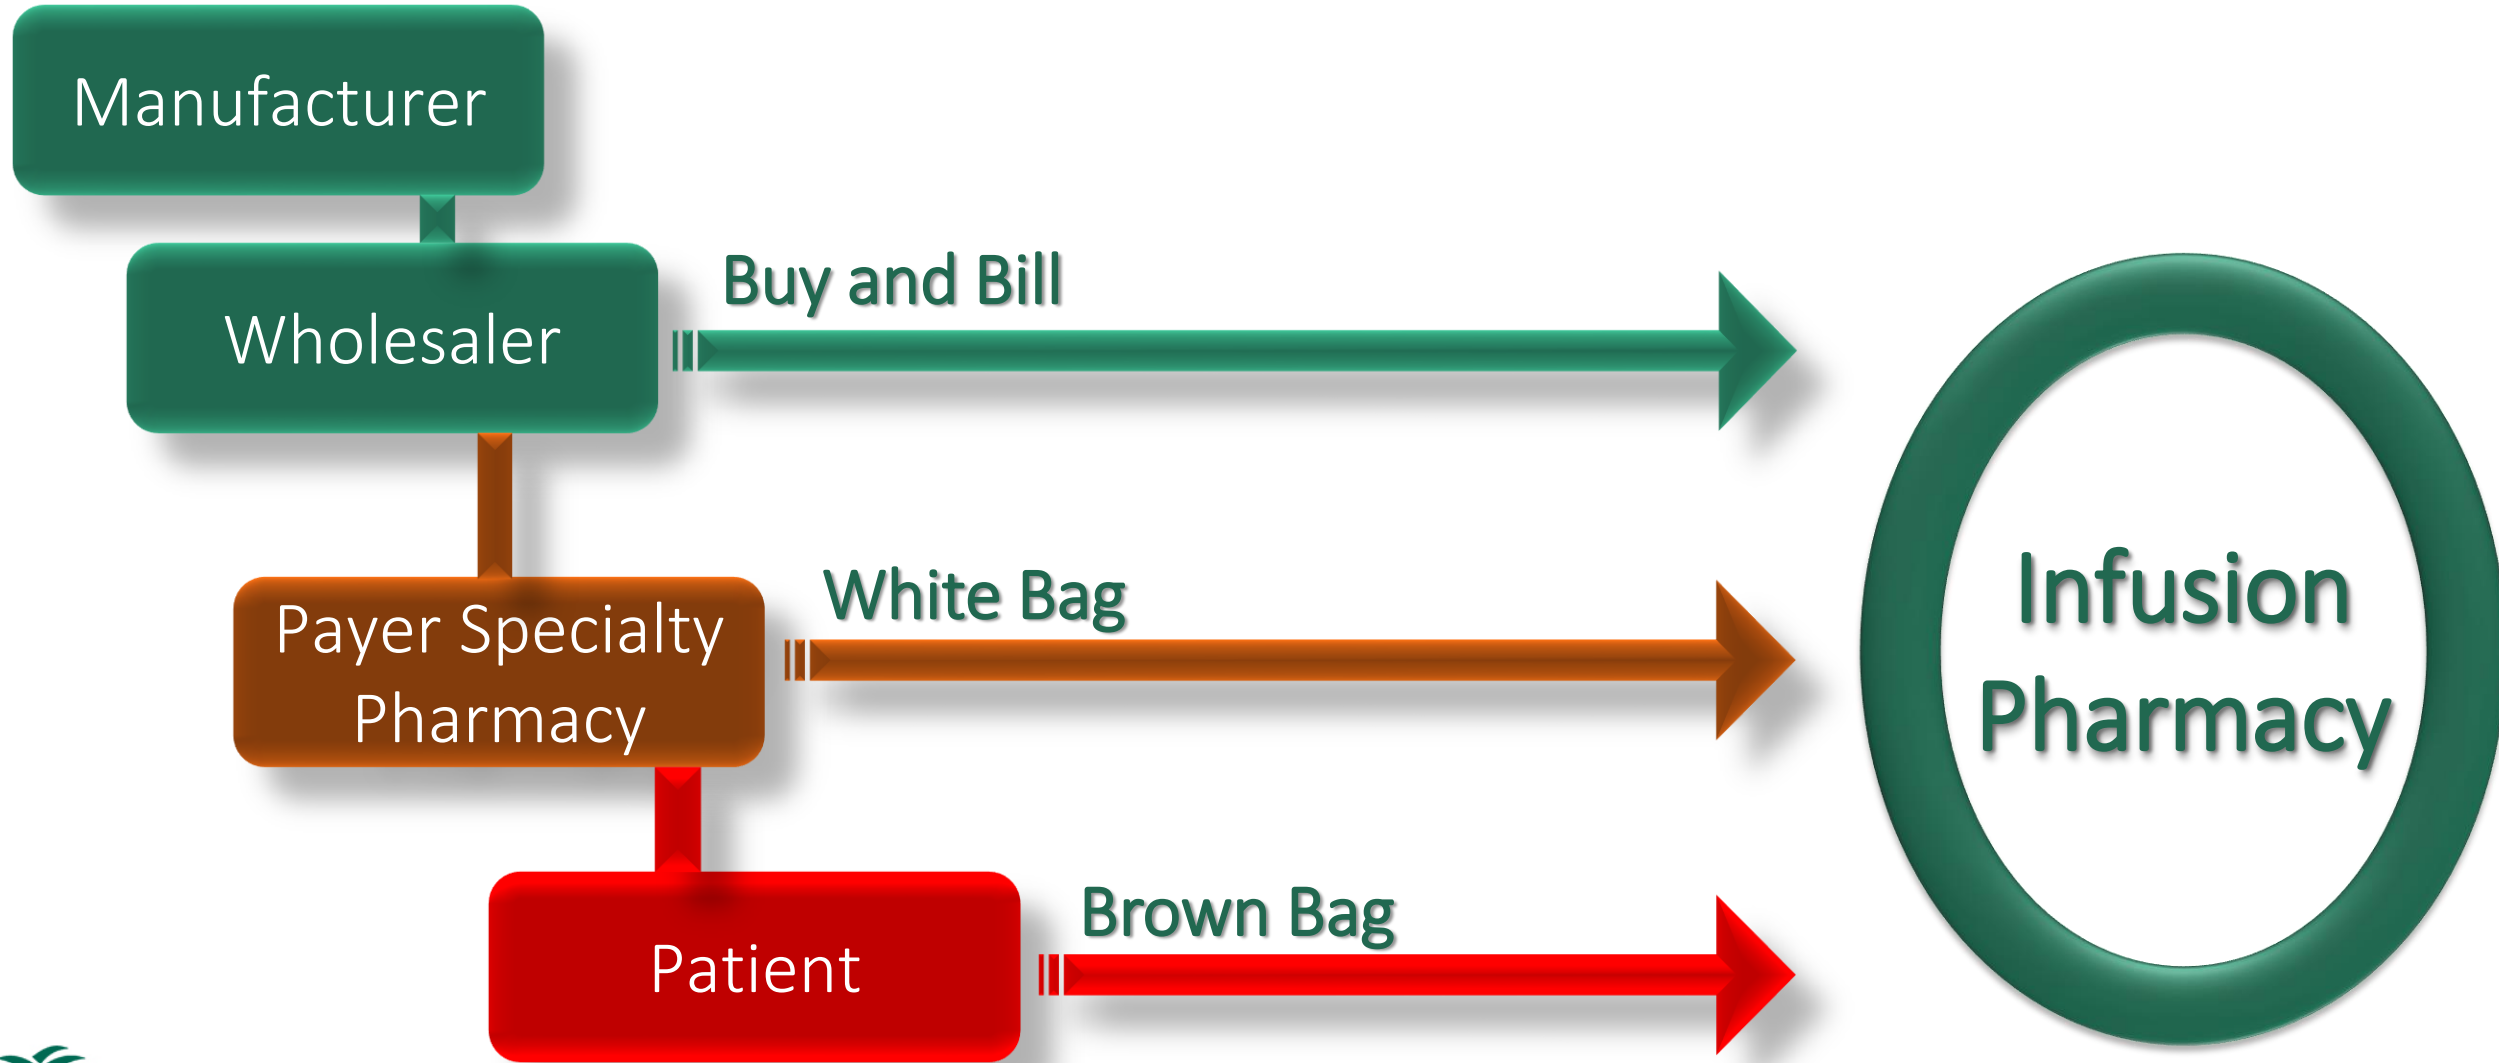 Manufacturer
Wholesaler
Buy and Bill
Payer Specialty
Pharmacy
White Bag
Patient
Brown Bag
Infusion
Pharmacy